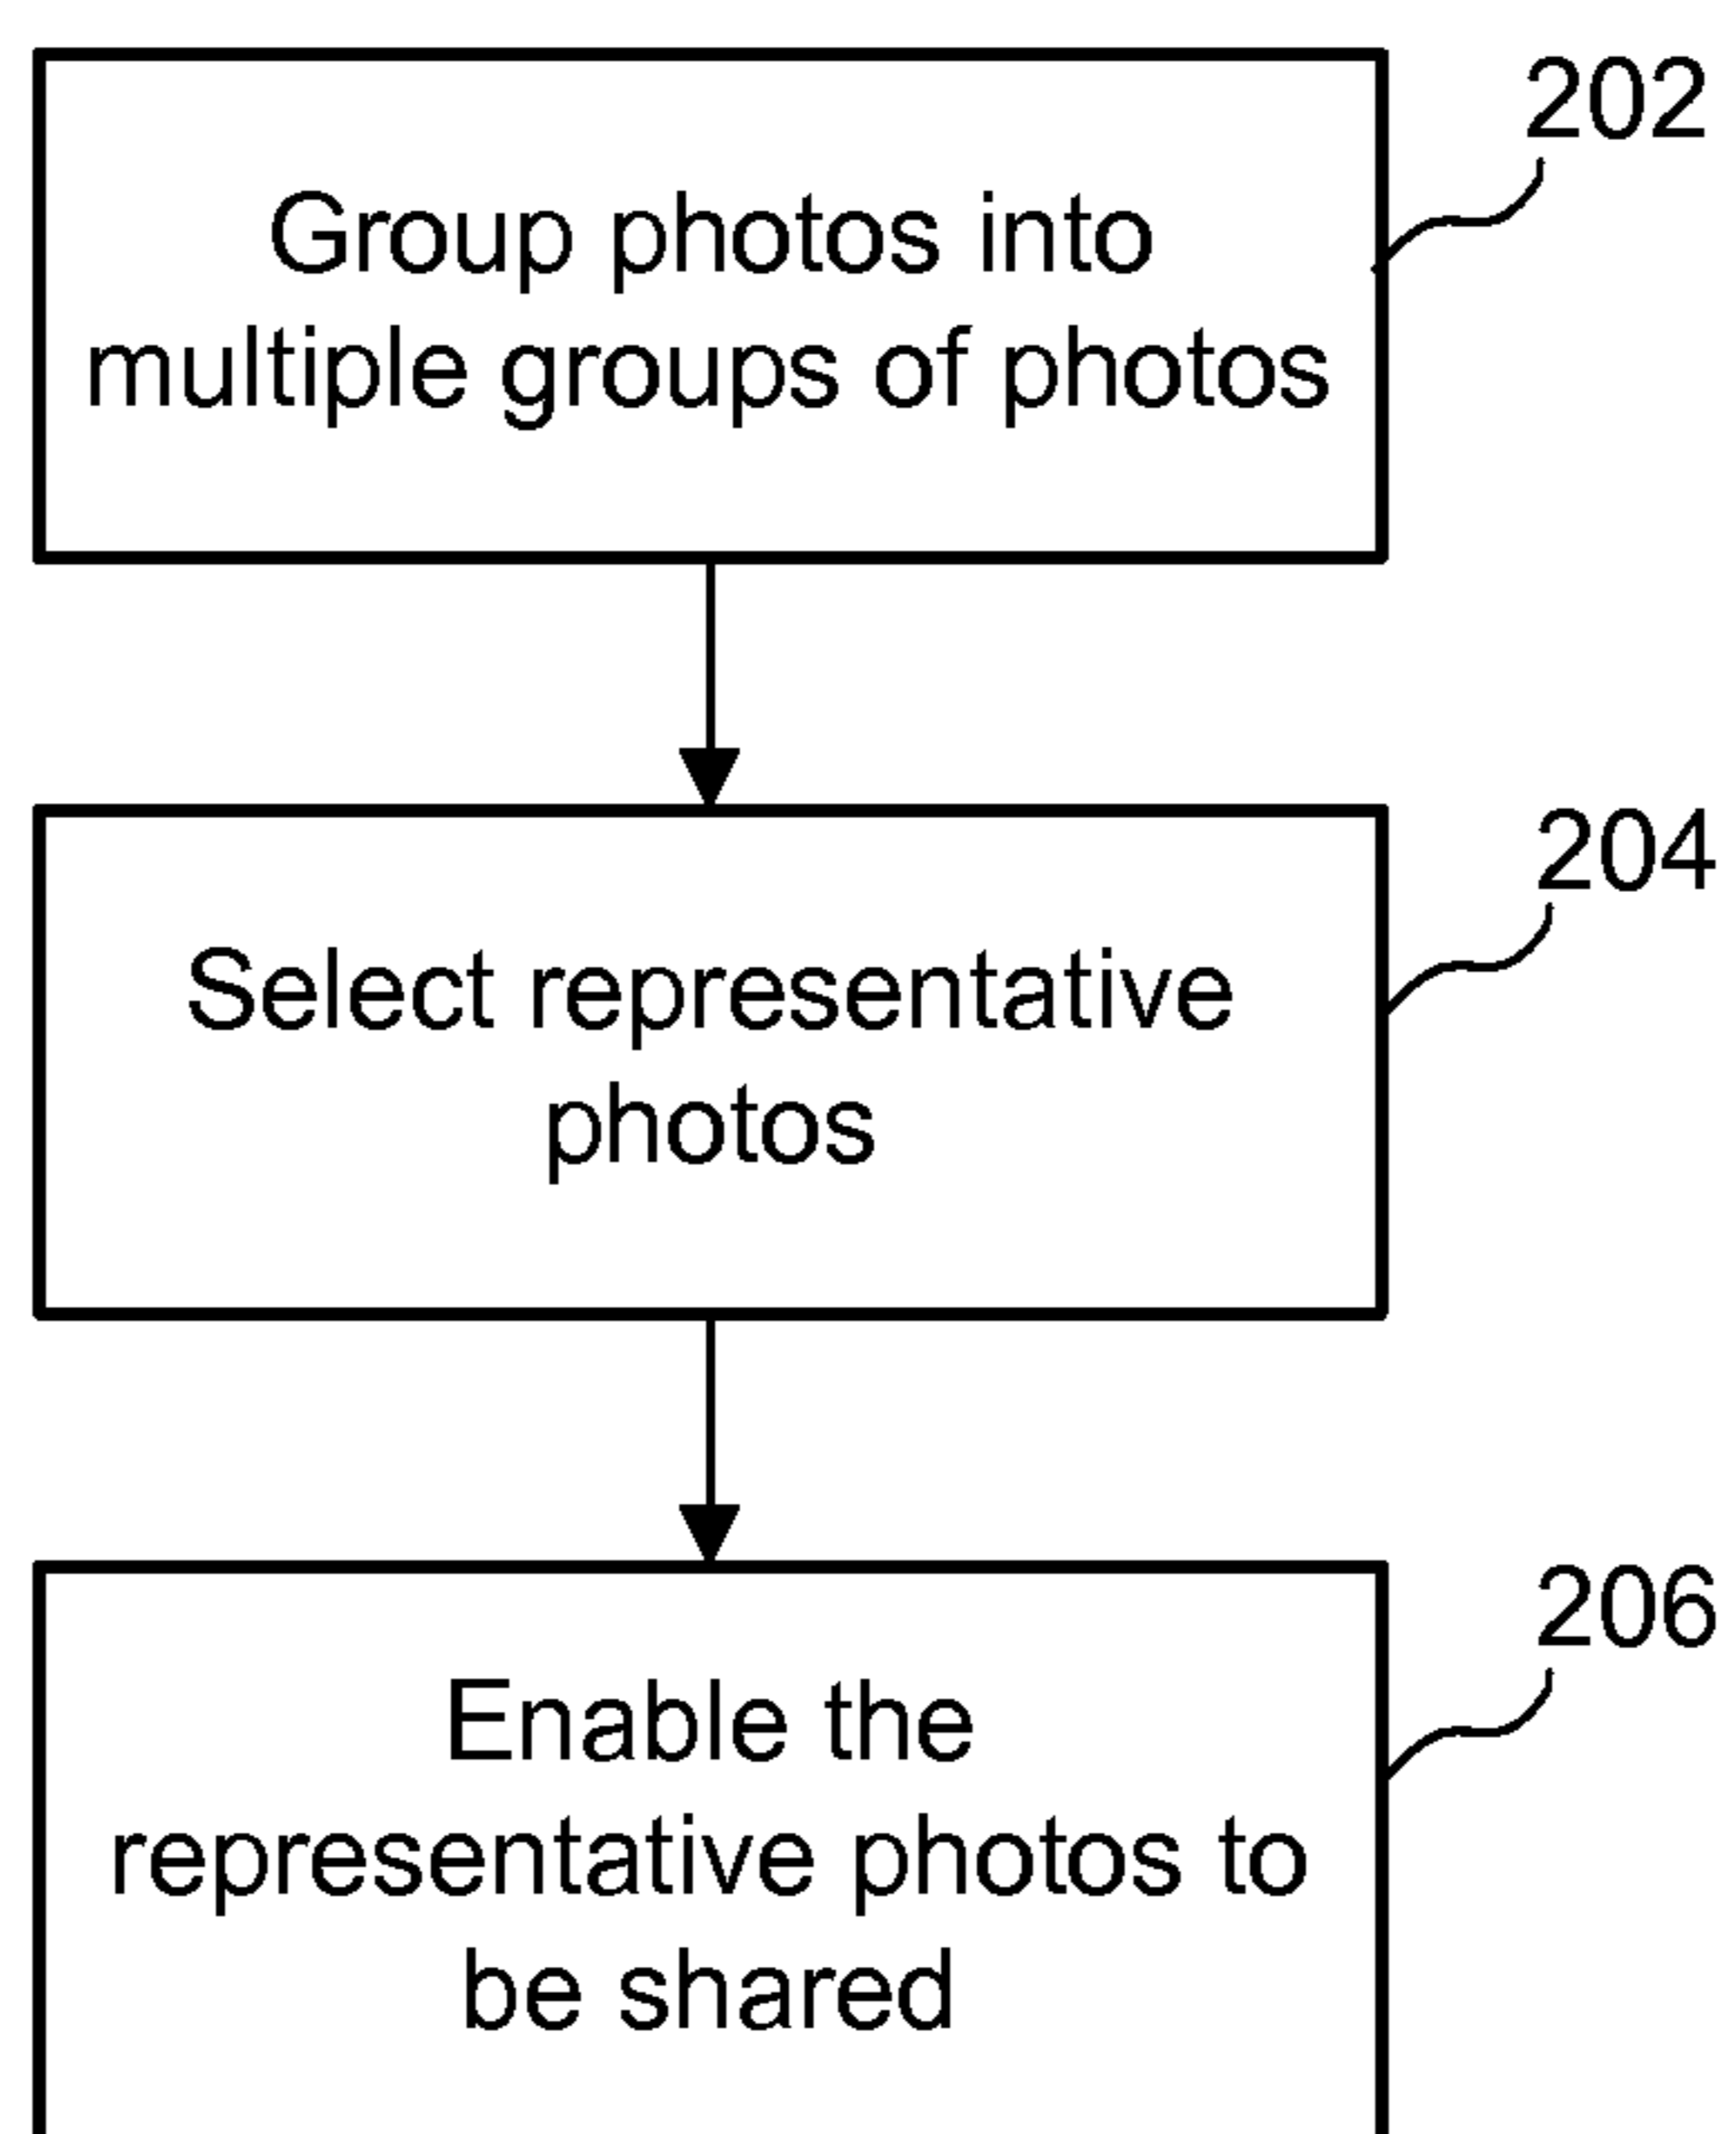 202
Group photos into
multiple groups of photos
204
Select representative
photos
206
Enable the
representative photos to
be shared